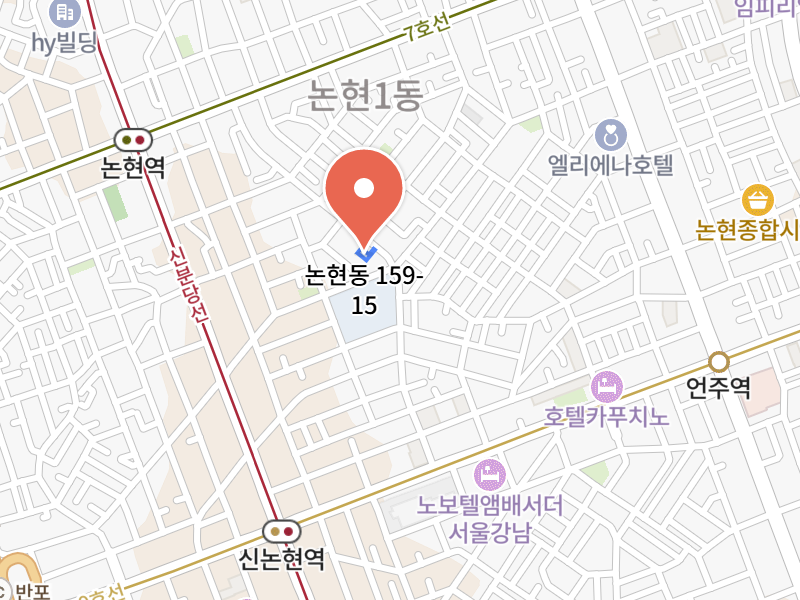 임피리
hy빌딩
7호선
논현1동
논현역
엘리에나호텔
논현종합시
신분당선
논현동 159-
15
언주역
호텔카푸치노
노보텔앰배서더
서울강남
신논현역
반포
9호선